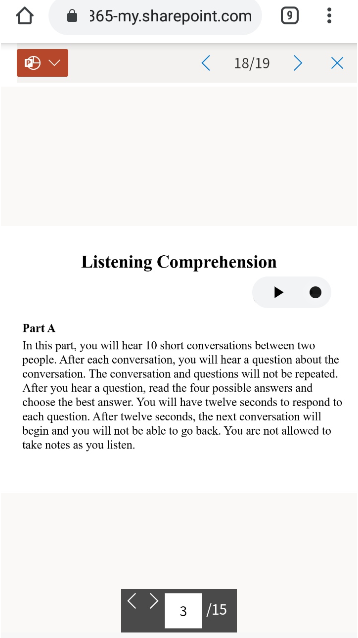 365-my.sharepoint.com
9
18/19
Listening Comprehension
Part A
In this part, you will hear 10 short conversations between two
people. After each conversation, you will hear a question about the
conversation. The conversation and questions will not be repeated.
After you hear a question, read the four possible answers and
choose the best answer. You will have twelve seconds to respond to
each question. After twelve seconds, the next conversation will
begin and you will not be able to go back. You are not allowed to
take notes as you listen.
3 /15